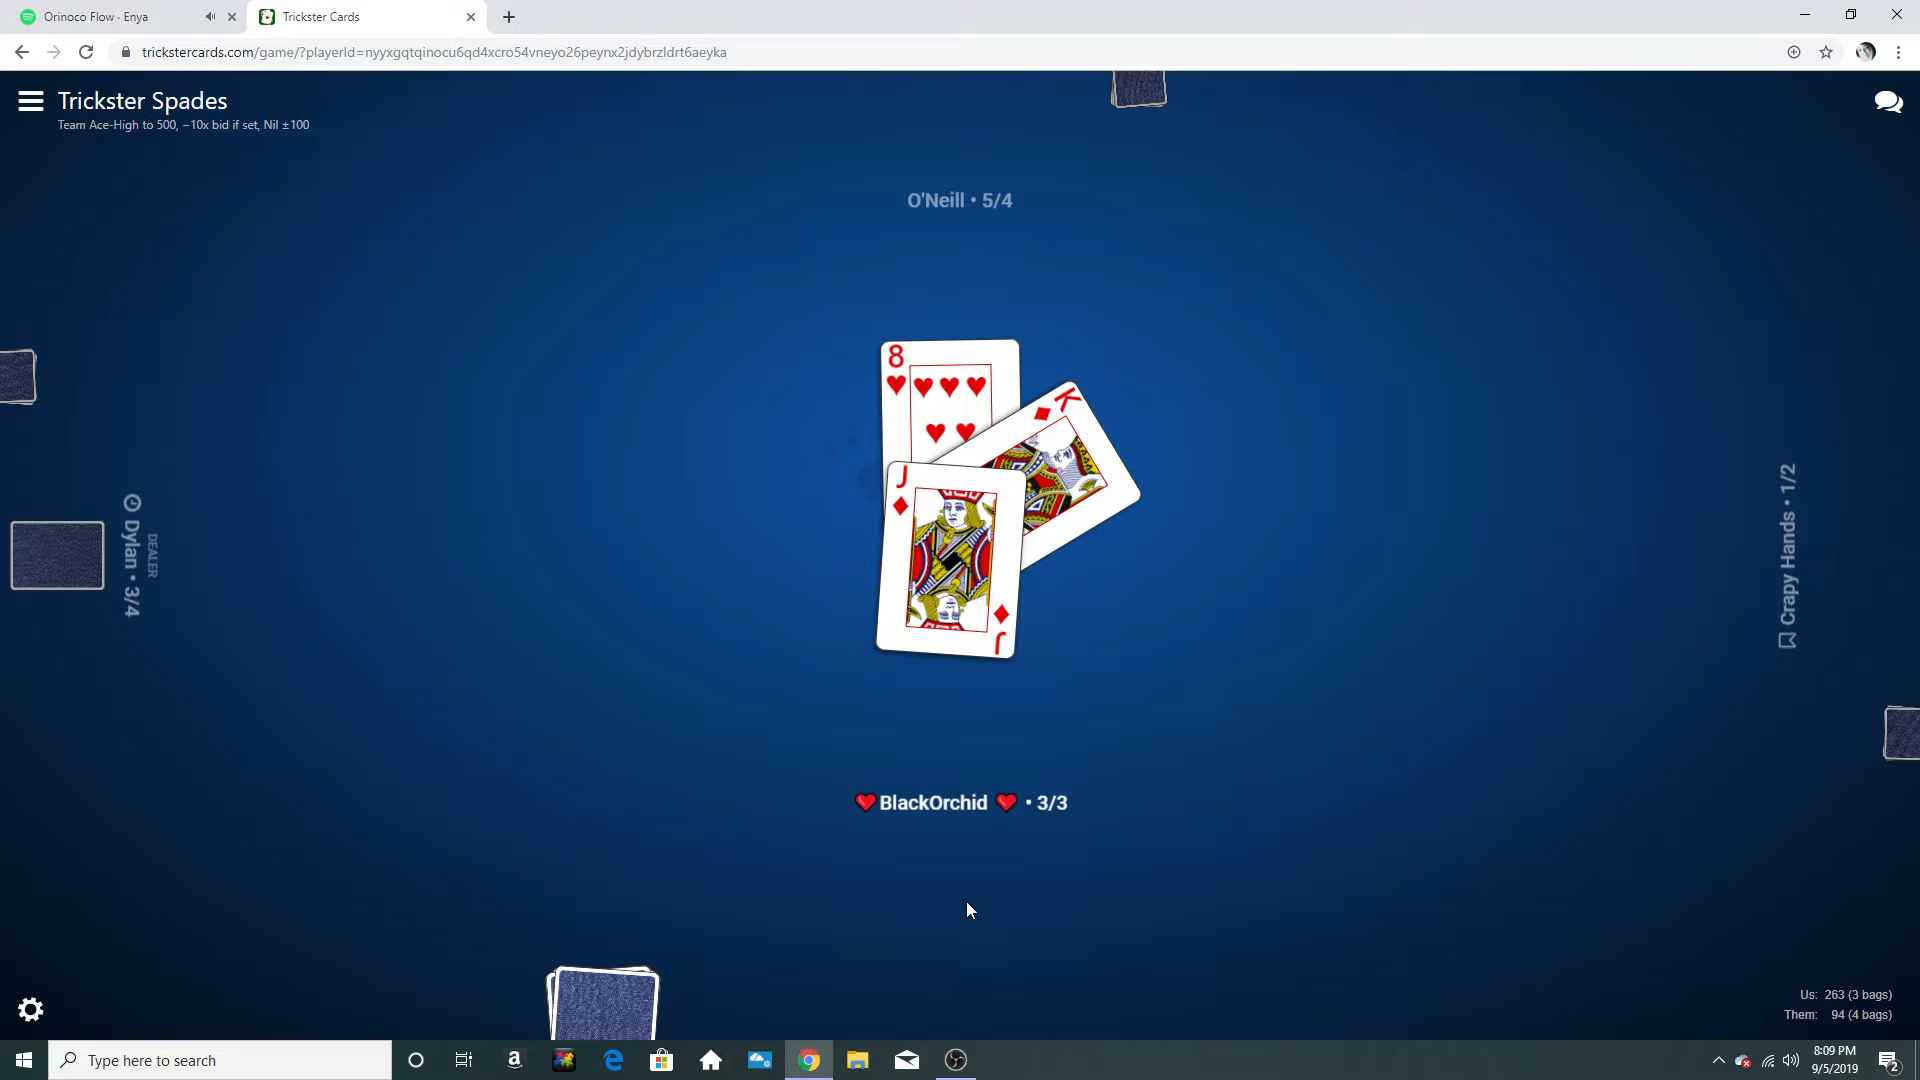 Orinoco Flow · Enya
Trickster Cards
trickstercards.com/game/?playerId=nyyxgqtqinocu6qd4xcro54vneyo26peynx2jdybrzldrt6aeyka
Trickster Spades
Team Ace-High to 500, −10x bid if set, Nil ±100
O'Neill • 5/4
8
K
J
J
DEALER
Dylan • 3/4
Crapy Hands • 1/2
BlackOrchid • 3/3
Us: 263 (3 bags)
Them: 94 (4 bags)
Type here to search
8:09 PM
9/5/2019
2